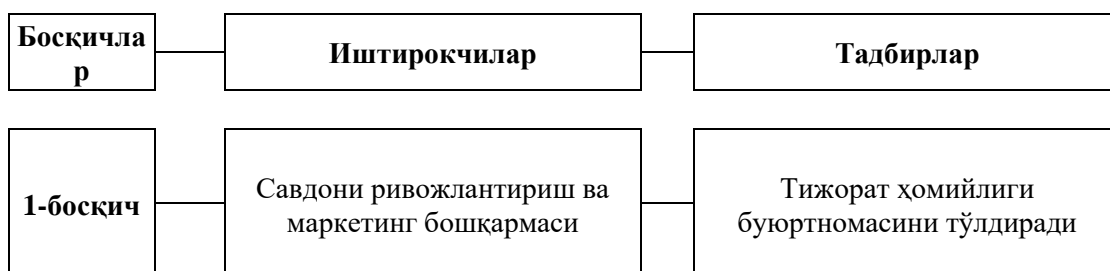 Босқичла
р
Иштирокчилар
Тадбирлар
1-босқич
Савдони ривожлантириш ва
маркетинг бошқармаси
Тижорат ҳомийлиги
буюртномасини тўлдиради